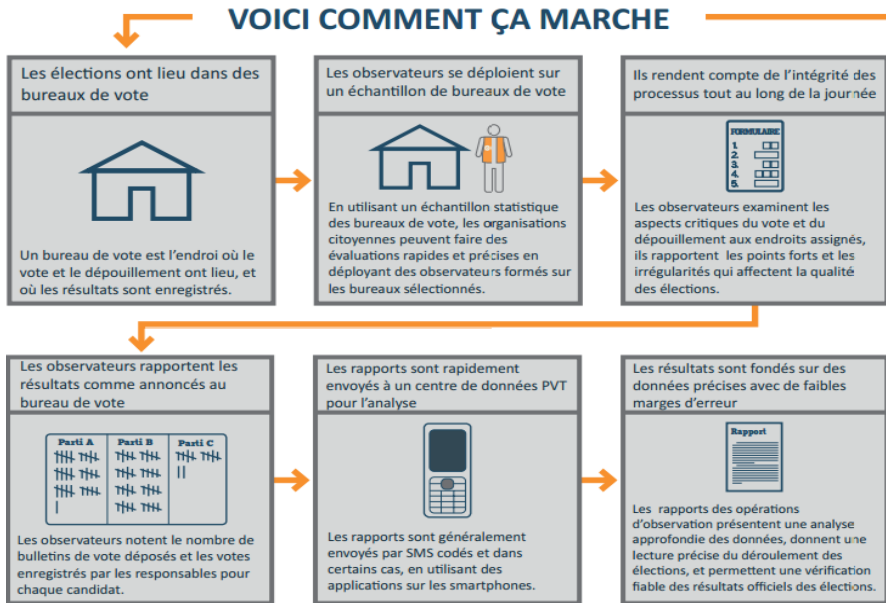 VOICI COMMENT ÇA MARCHE
Les élections ont lieu dans des
bureaux de vote
Un bureau de vote est l'endroi où le
vote et le dépouillement ont lieu, et
où les résultats sont enregistrés.
Les observateurs se déploient sur
un échantillon de bureaux de vote
En utilisant un échantillon statistique
des bureaux de vote, les organisations
citoyennes peuvent faire des
évaluations rapides et précises en
déployant des observateurs formés sur
les bureaux sélectionnés.
Ils rendent compte de l'intégrité des
processus tout au long de la journée
FORMULAIRE
1.
2.
3.
4.
5.
Les observateurs examinent les
aspects critiques du vote et du
dépouillement aux endroits assignés,
ils rapportent les points forts et les
irrégularités qui affectent la qualité
des élections.
Les observateurs rapportent les
résultats comme annoncés au
bureau de vote
Parti A Parti B Parti C
Les observateurs notent le nombre de
bulletins de vote déposés et les votes
enregistrés par les responsables pour
chaque candidat.
Les rapports sont rapidement
envoyés à un centre de données PVT
pour l'analyse
Les rapports sont généralement
envoyés par SMS codés et dans
certains cas, en utilisant des
applications sur les smartphones.
Les résultats sont fondés sur des
données précises avec de faibles
marges d'erreur
Rapport
Les rapports des opérations
d'observation présentent une analyse
approfondie des données, donnent une
lecture précise du déroulement des
élections, et permettent une vérification
fiable des résultats officiels des élections.